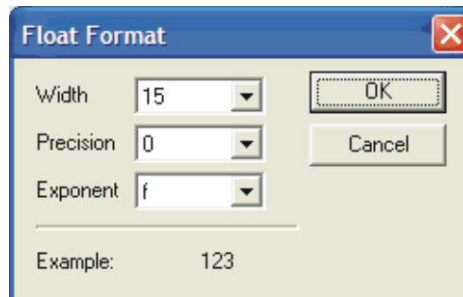 Float Format
Width 15 OK
Precision 0 Cancel
Exponent f
Example: 123